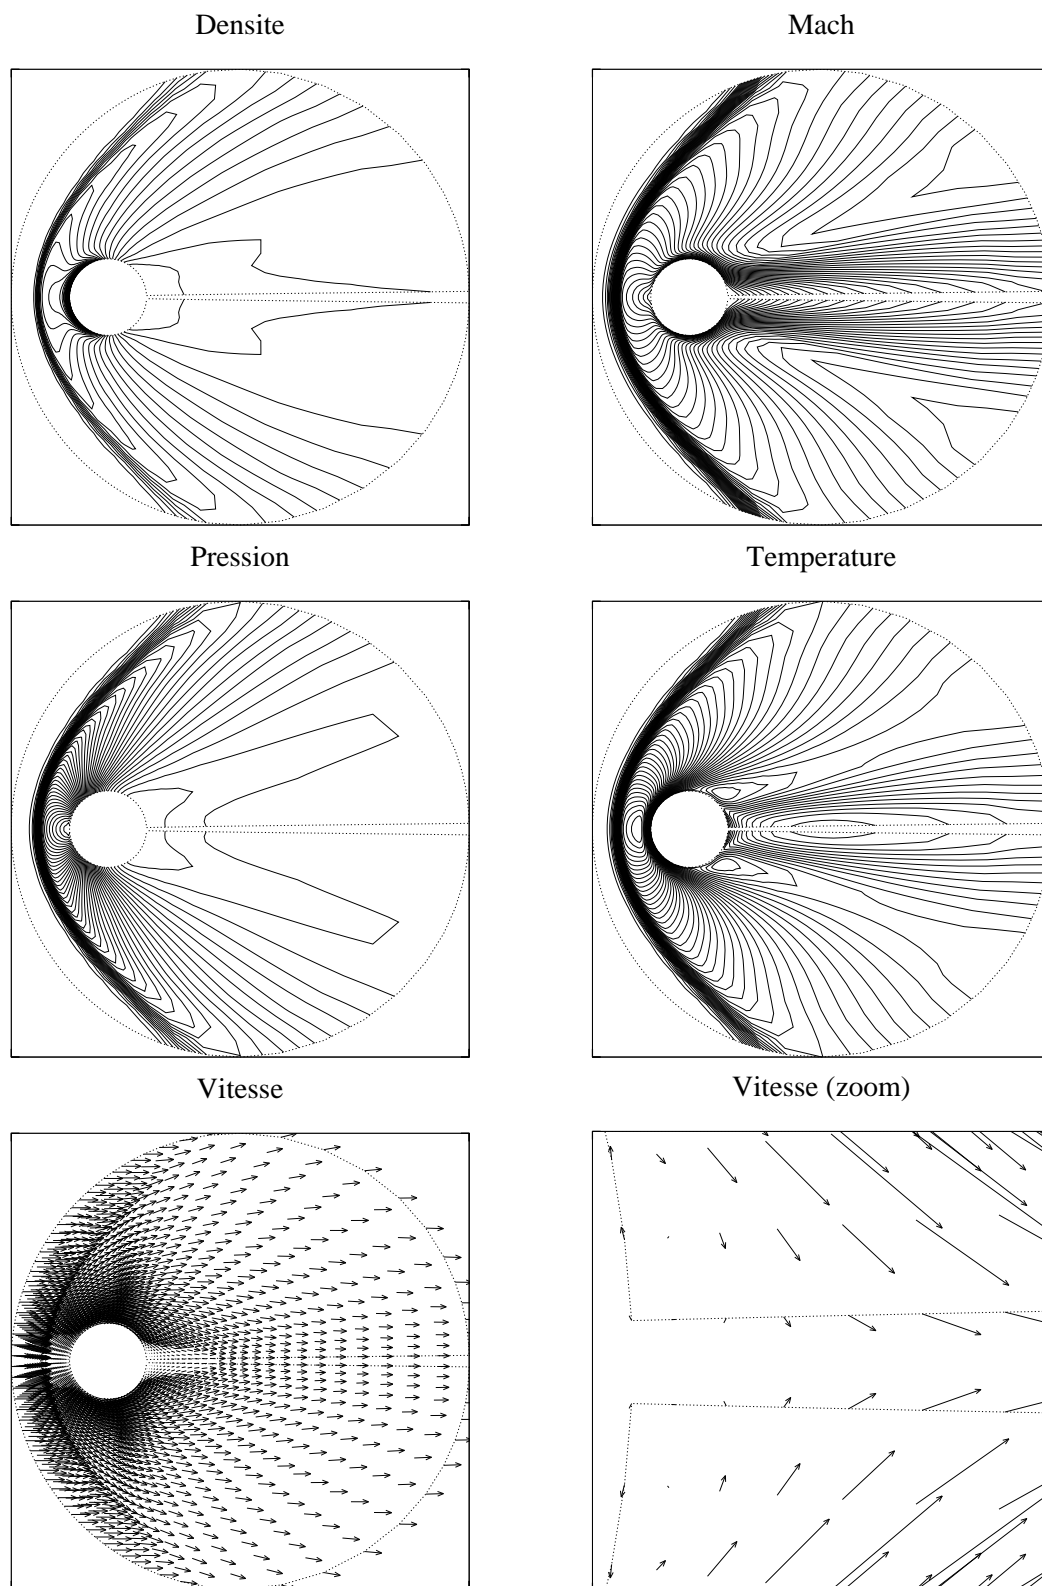 Densite
Mach
Pression
Temperature
Vitesse
Vitesse (zoom)